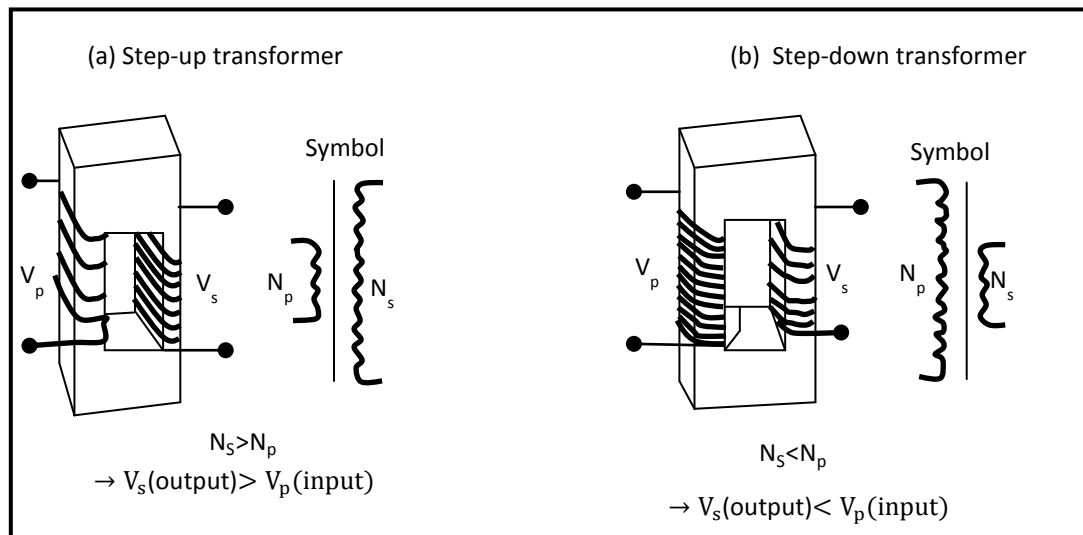 (a) Step-up transformer
Symbol
V_p
V_s
N_p
N_s
N_S>N_p
→ V_s(output)> V_p(input)
(b) Step-down transformer
Symbol
V_p
V_s
N_p
N_s
N_S<N_p
→ V_s(output)< V_p(input)